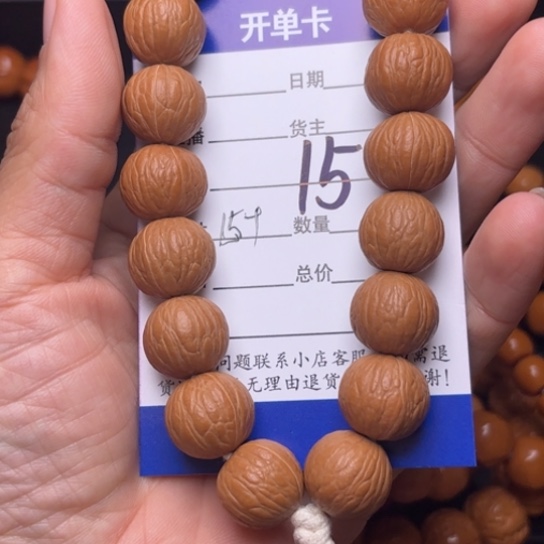 开单卡
日期
播 货主
15
数量
总价
问题联系小店客服
无理由退货 谢!